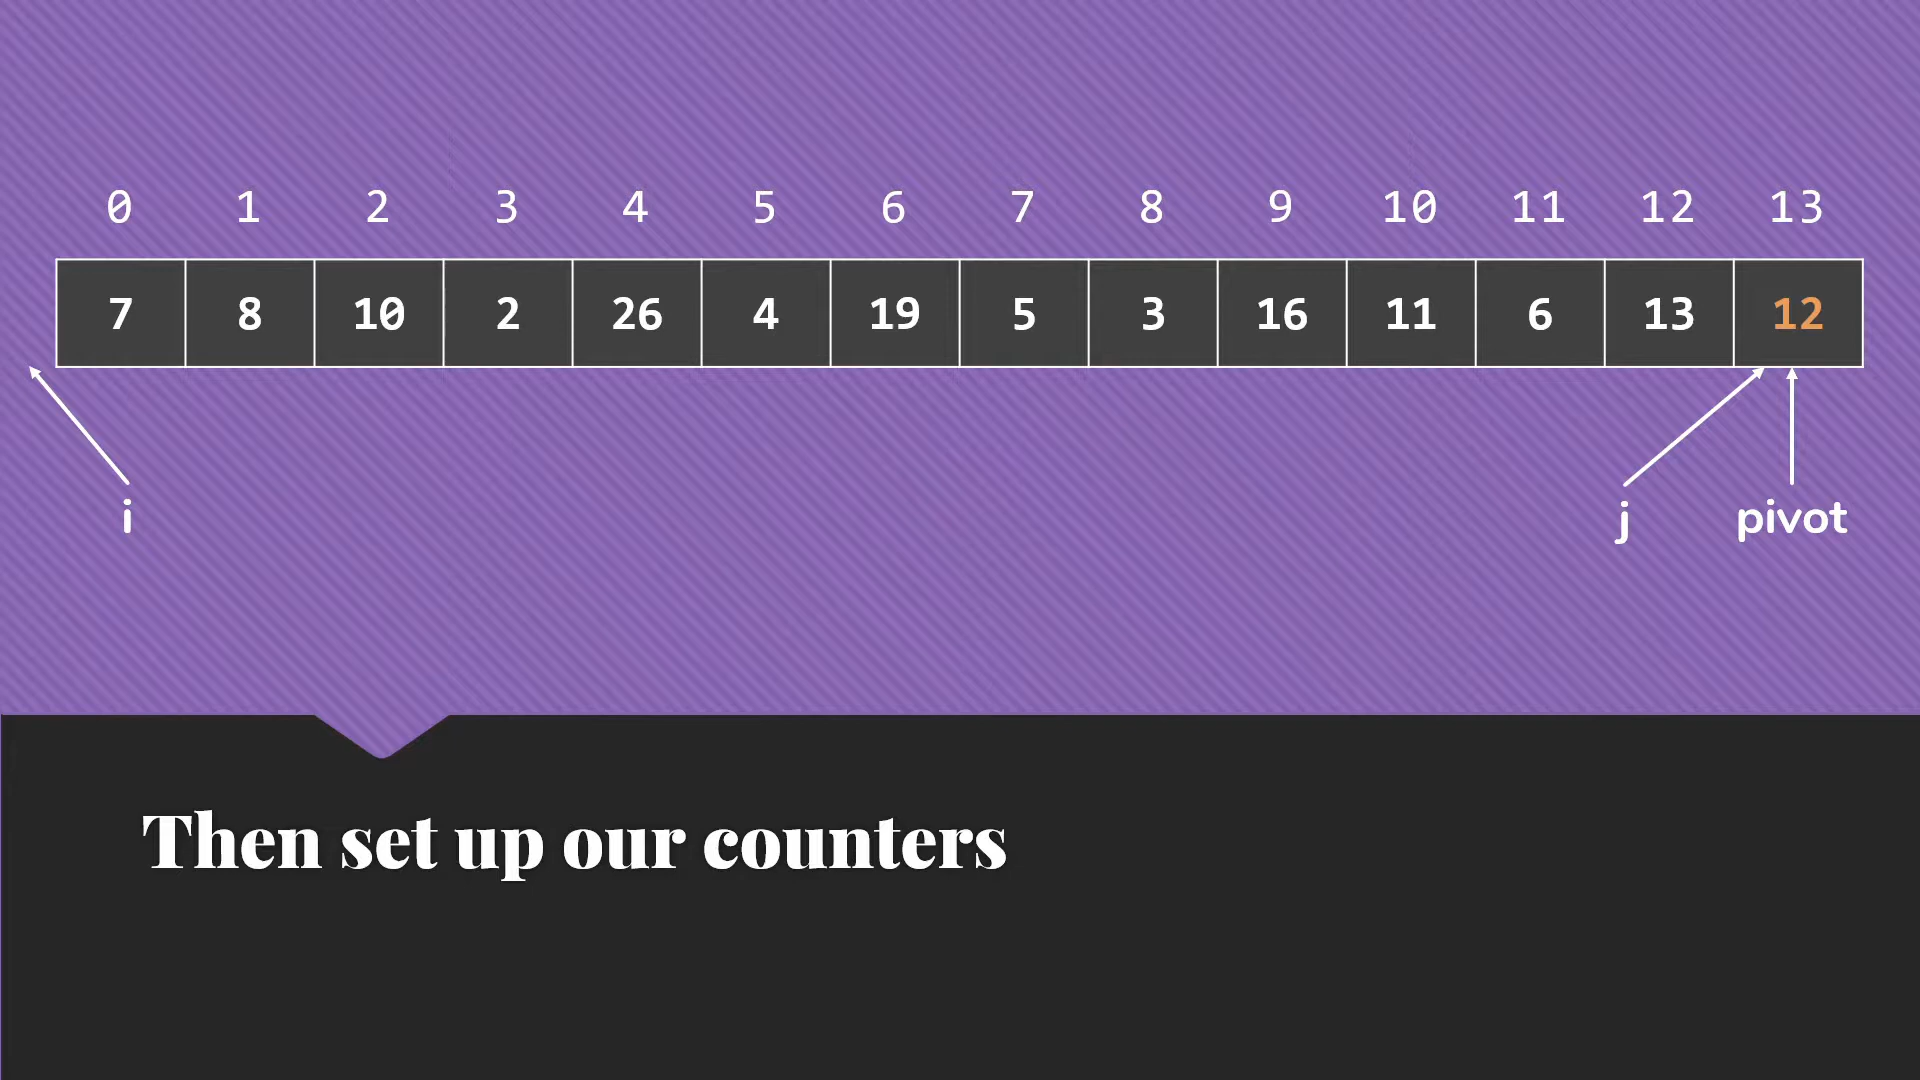 0 1 2 3 4 5 6 7 8 9 10 11 12 13
7 8 10 2 26 4 19 5 3 16 11 6 13 12
i j pivot
Then set up our counters